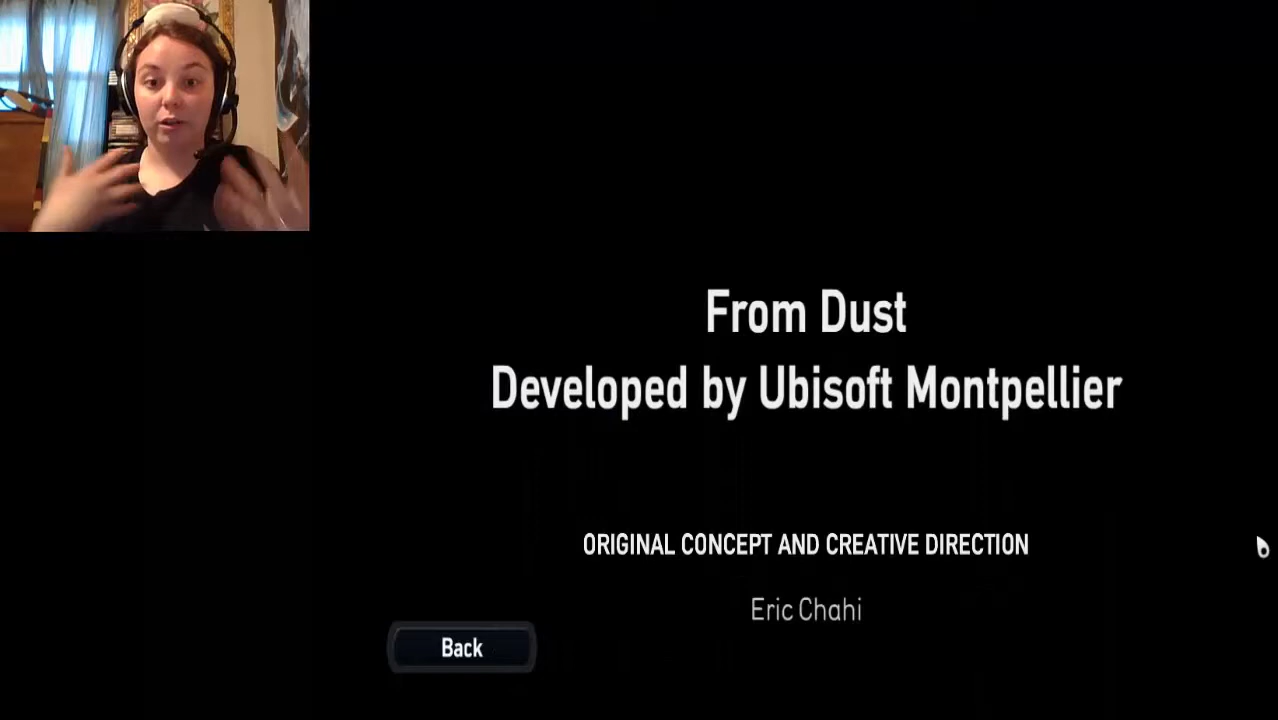 From Dust
Developed by Ubisoft Montpellier
ORIGINAL CONCEPT AND CREATIVE DIRECTION
Eric Chahi
Back